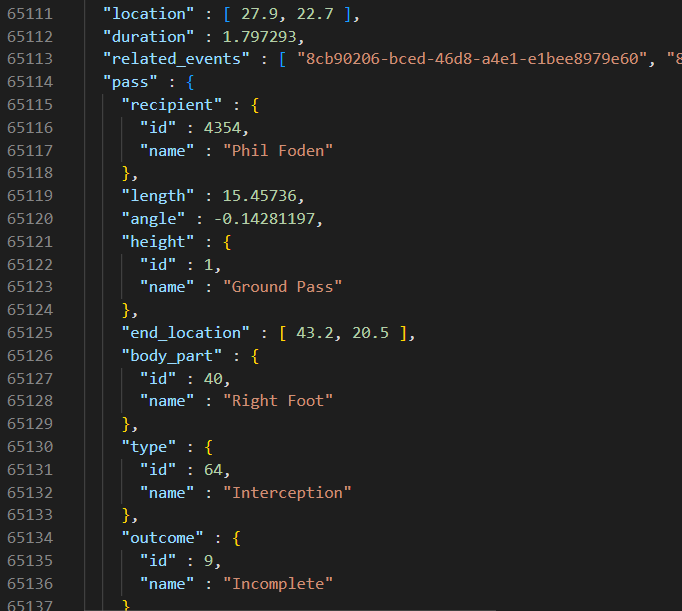 65111 "location" : [ 27.9, 22.7 ],
65112 "duration" : 1.797293,
65113 "related_events" : [ "8cb90206-bced-46d8-a4e1-e1bee8979e60", "8
65114 "pass" : {
65115 "recipient" : {
65116 "id" : 4354,
65117 "name" : "Phil Foden"
65118 },
65119 "length" : 15.45736,
65120 "angle" : -0.14281197,
65121 "height" : {
65122 "id" : 1,
65123 "name" : "Ground Pass"
65124 },
65125 "end_location" : [ 43.2, 20.5 ],
65126 "body_part" : {
65127 "id" : 40,
65128 "name" : "Right Foot"
65129 },
65130 "type" : {
65131 "id" : 64,
65132 "name" : "Interception"
65133 },
65134 "outcome" : {
65135 "id" : 9,
65136 "name" : "Incomplete"
65137 }